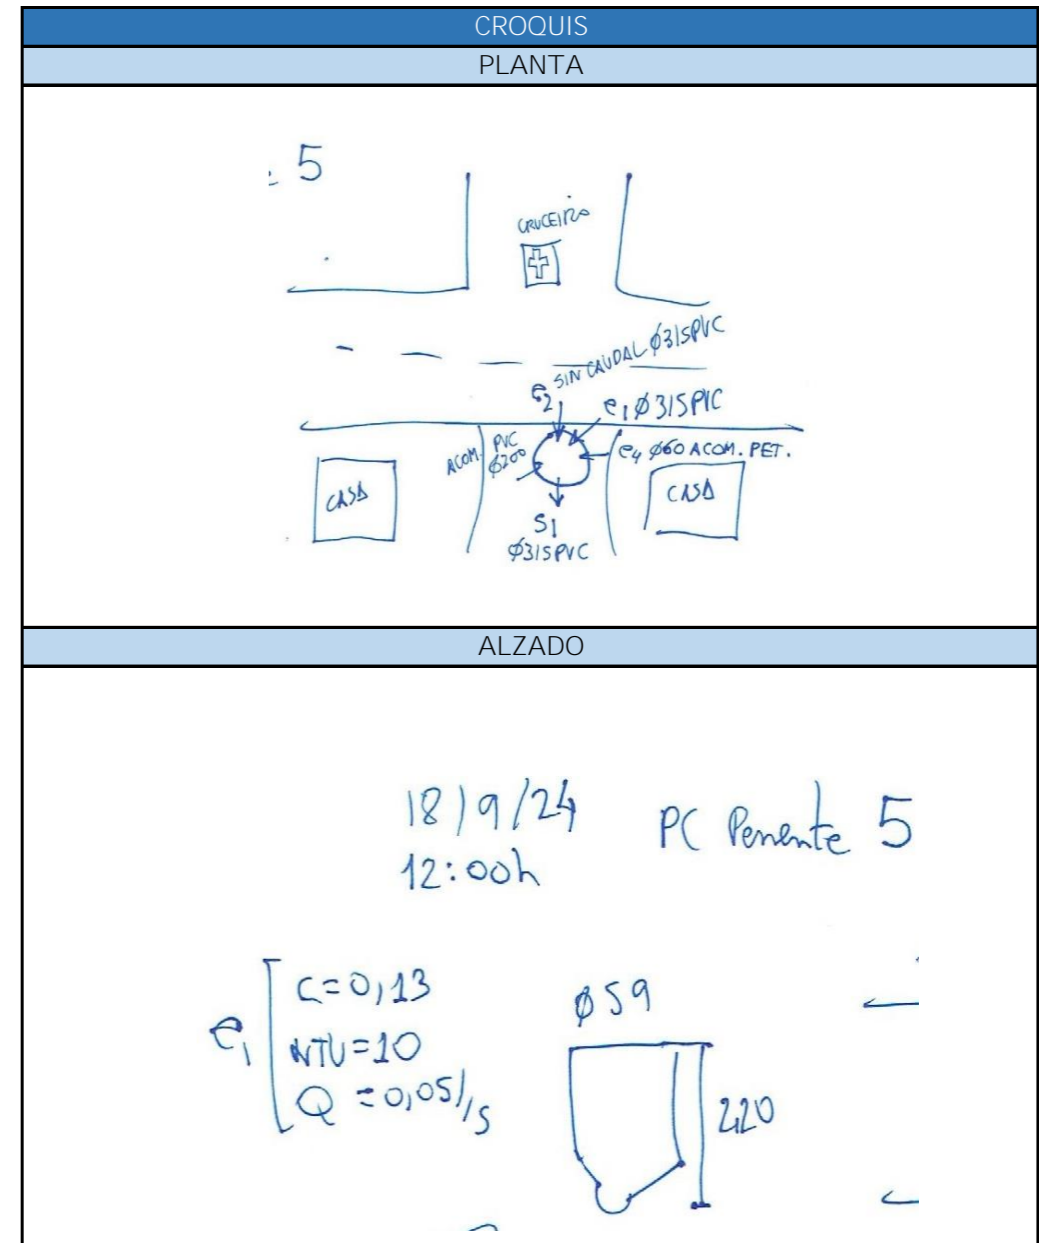 CROQUIS
PLANTA
: 5
CRUCEIRO
SIN CAUDAL Ø315PVC
e2
e1 Ø315PVC
ACOM. PVC Ø200
e4 Ø60 ACOM. PET.
CASA
CASA
S1
Ø315PVC
ALZADO
18/9/24
PC Penente 5
12:00h
e1
C=0,13
NTU=10
Q=0,05l/s
Ø59
220